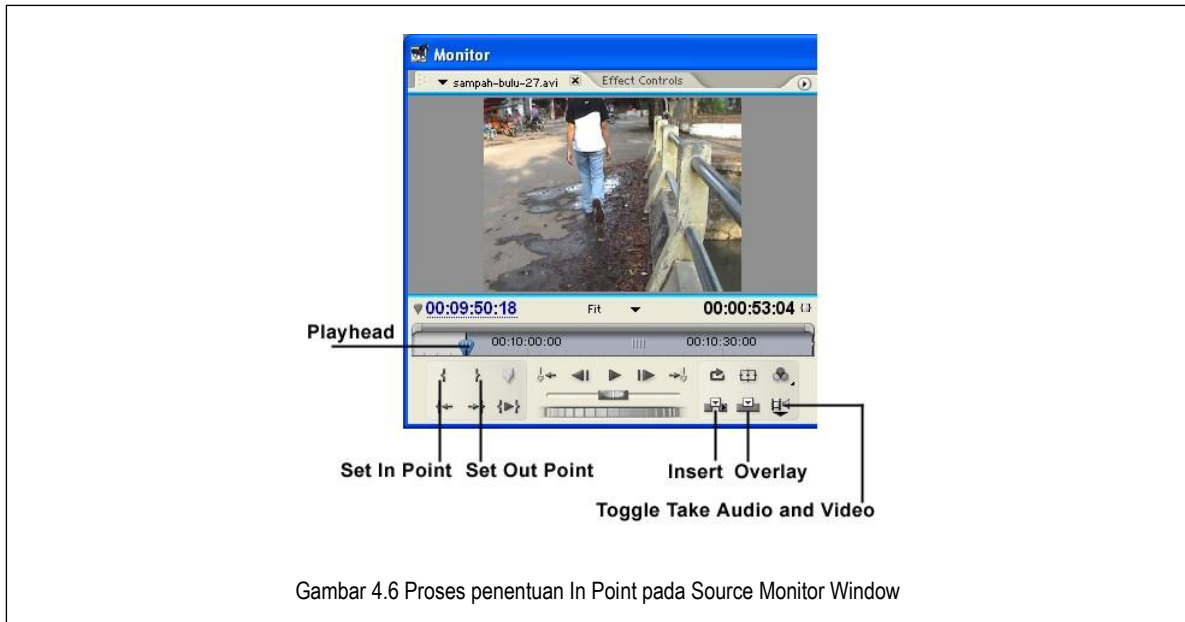 Monitor
sampah-bulu-27.avi Effect Controls
00:09:50:18 Fit 00:00:53:04
Playhead
00:10:00:00 00:10:30:00
Set In Point Set Out Point Insert Overlay
Toggle Take Audio and Video
Gambar 4.6 Proses penentuan In Point pada Source Monitor Window